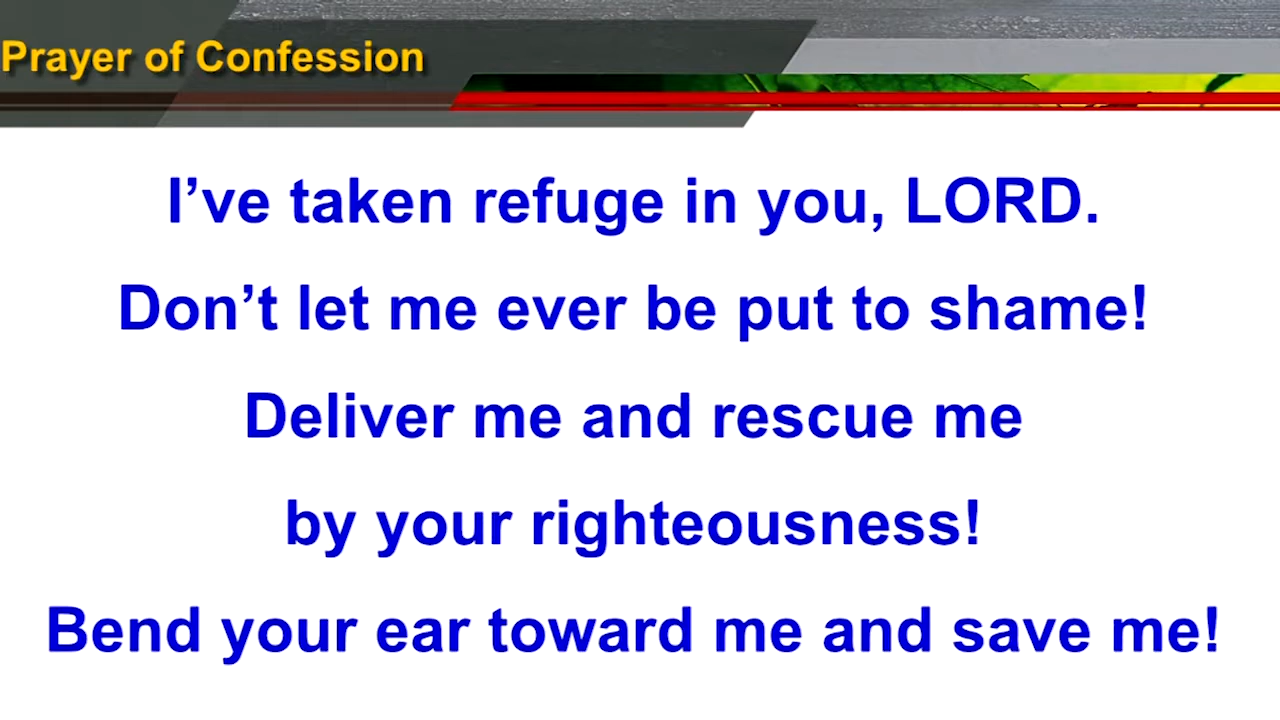 Prayer of Confession
I’ve taken refuge in you, LORD.
Don’t let me ever be put to shame!
Deliver me and rescue me
by your righteousness!
Bend your ear toward me and save me!